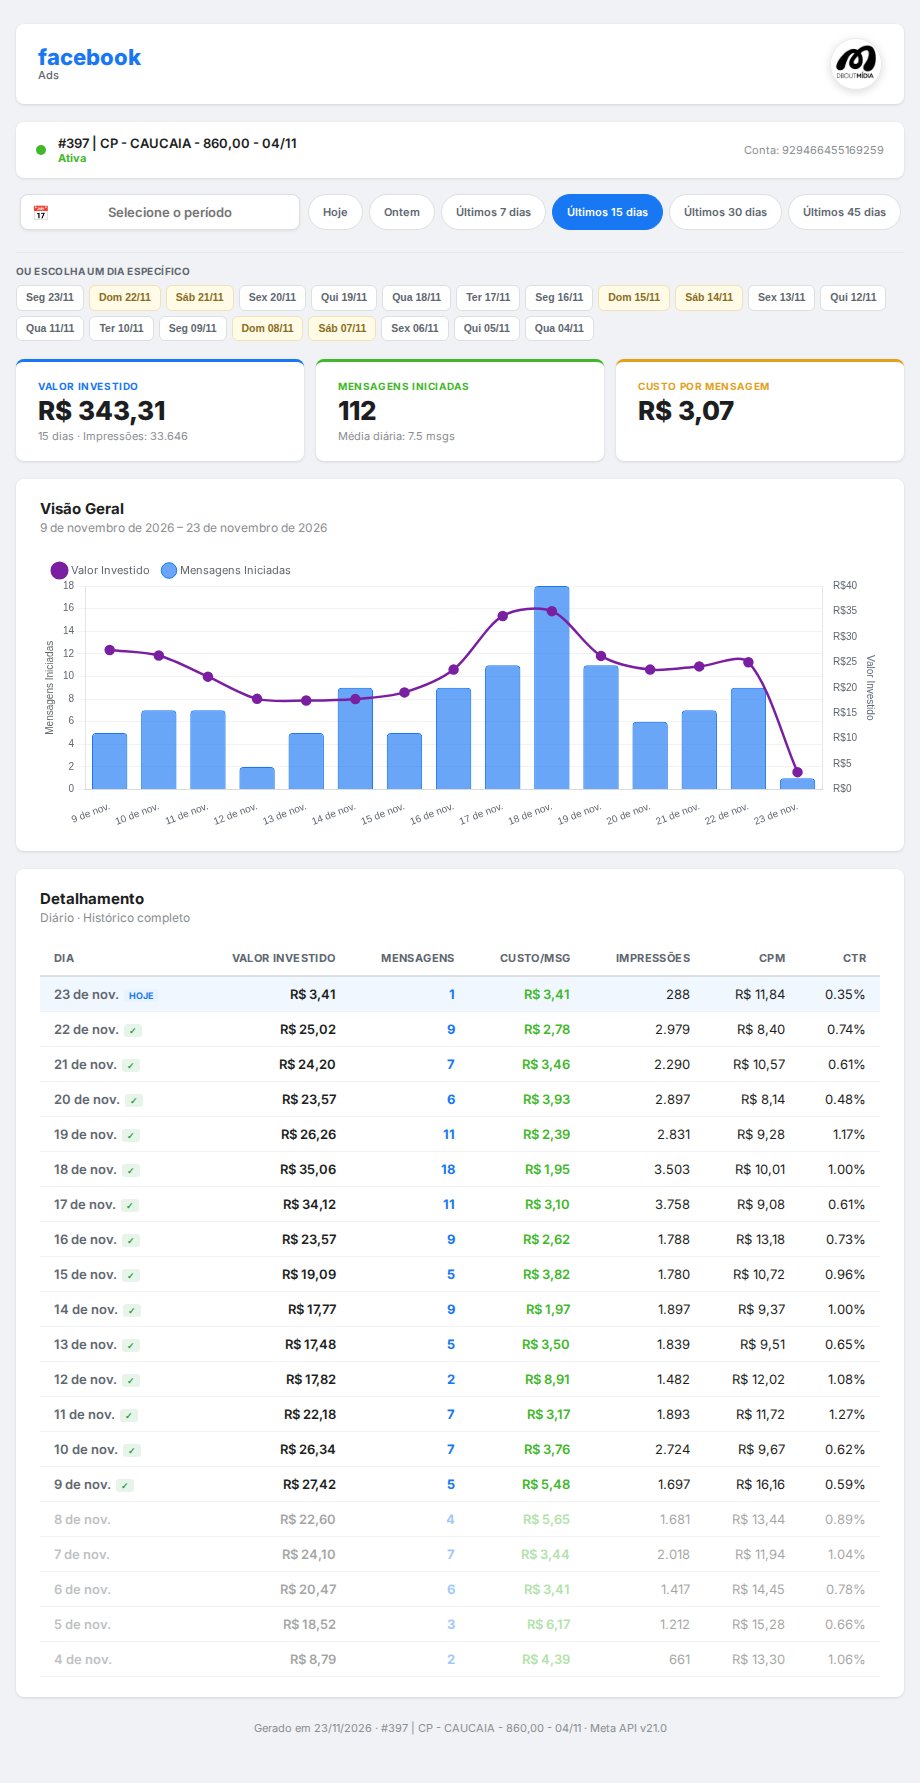 facebook
Ads
DBOUTMÍDIA
#397 | CP - CAUCAIA - 860,00 - 04/11
Ativa
Conta: 929466455169259
📅 Selecione o período
Hoje
Ontem
Últimos 7 dias
Últimos 15 dias
Últimos 30 dias
Últimos 45 dias
OU ESCOLHA UM DIA ESPECÍFICO
Seg 23/11 Dom 22/11 Sáb 21/11 Sex 20/11 Qui 19/11 Qua 18/11 Ter 17/11 Seg 16/11 Dom 15/11 Sáb 14/11 Sex 13/11 Qui 12/11
Qua 11/11 Ter 10/11 Seg 09/11 Dom 08/11 Sáb 07/11 Sex 06/11 Qui 05/11 Qua 04/11
VALOR INVESTIDO
R$ 343,31
15 dias · Impressões: 33.646
MENSAGENS INICIADAS
112
Média diária: 7.5 msgs
CUSTO POR MENSAGEM
R$ 3,07
Visão Geral
9 de novembro de 2026 – 23 de novembro de 2026
Valor Investido Mensagens Iniciadas
18
16
14
12
10
8
6
4
2
0
Mensagens Iniciadas
R$40
R$35
R$30
R$25
R$20
R$15
R$10
R$5
R$0
Valor Investido
9 de nov. 10 de nov. 11 de nov. 12 de nov. 13 de nov. 14 de nov. 15 de nov. 16 de nov. 17 de nov. 18 de nov. 19 de nov. 20 de nov. 21 de nov. 22 de nov. 23 de nov.
Detalhamento
Diário · Histórico completo
DIA VALOR INVESTIDO MENSAGENS CUSTO/MSG IMPRESSÕES CPM CTR
23 de nov. HOJE R$ 3,41 1 R$ 3,41 288 R$ 11,84 0.35%
22 de nov. ✓ R$ 25,02 9 R$ 2,78 2.979 R$ 8,40 0.74%
21 de nov. ✓ R$ 24,20 7 R$ 3,46 2.290 R$ 10,57 0.61%
20 de nov. ✓ R$ 23,57 6 R$ 3,93 2.897 R$ 8,14 0.48%
19 de nov. ✓ R$ 26,26 11 R$ 2,39 2.831 R$ 9,28 1.17%
18 de nov. ✓ R$ 35,06 18 R$ 1,95 3.503 R$ 10,01 1.00%
17 de nov. ✓ R$ 34,12 11 R$ 3,10 3.758 R$ 9,08 0.61%
16 de nov. ✓ R$ 23,57 9 R$ 2,62 1.788 R$ 13,18 0.73%
15 de nov. ✓ R$ 19,09 5 R$ 3,82 1.780 R$ 10,72 0.96%
14 de nov. ✓ R$ 17,77 9 R$ 1,97 1.897 R$ 9,37 1.00%
13 de nov. ✓ R$ 17,48 5 R$ 3,50 1.839 R$ 9,51 0.65%
12 de nov. ✓ R$ 17,82 2 R$ 8,91 1.482 R$ 12,02 1.08%
11 de nov. ✓ R$ 22,18 7 R$ 3,17 1.893 R$ 11,72 1.27%
10 de nov. ✓ R$ 26,34 7 R$ 3,76 2.724 R$ 9,67 0.62%
9 de nov. ✓ R$ 27,42 5 R$ 5,48 1.697 R$ 16,16 0.59%
8 de nov. R$ 22,60 4 R$ 5,65 1.681 R$ 13,44 0.89%
7 de nov. R$ 24,10 7 R$ 3,44 2.018 R$ 11,94 1.04%
6 de nov. R$ 20,47 6 R$ 3,41 1.417 R$ 14,45 0.78%
5 de nov. R$ 18,52 3 R$ 6,17 1.212 R$ 15,28 0.66%
4 de nov. R$ 8,79 2 R$ 4,39 661 R$ 13,30 1.06%
Gerado em 23/11/2026 · #397 | CP - CAUCAIA - 860,00 - 04/11 · Meta API v21.0